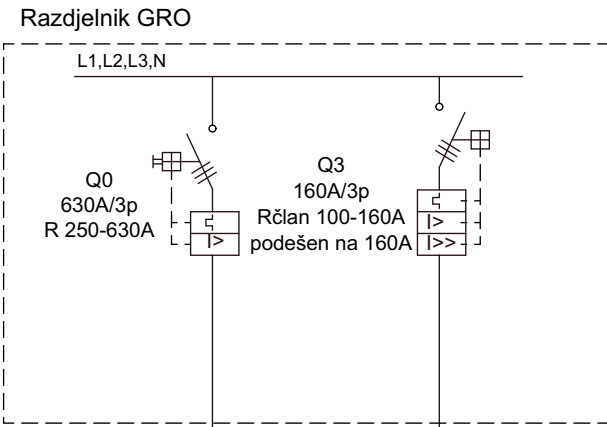 Razdjelnik GRO
L1,L2,L3,N
Q0
630A/3p
R 250-630A
I>
Q3
160A/3p
Rčlan 100-160A
podešen na 160A
I>
I>>